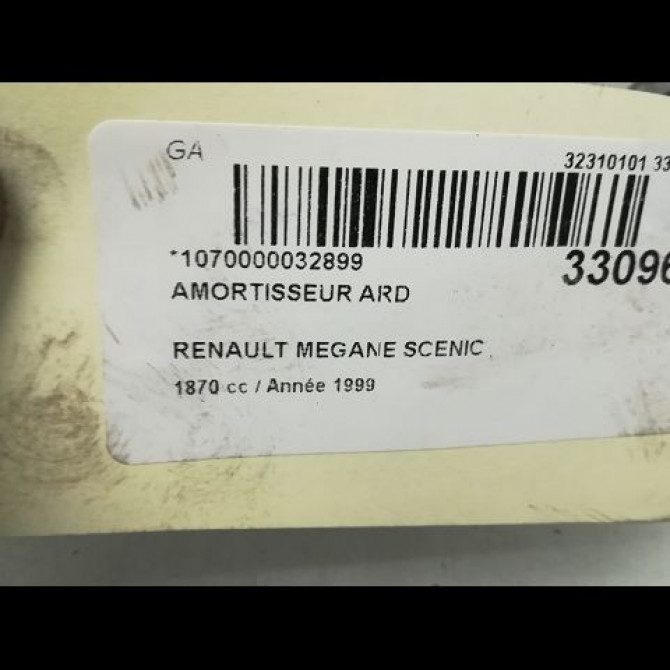 GA
32310101 33
*1070000032899
33096
AMORTISSEUR ARD
RENAULT MEGANE SCENIC
1870 cc / Année 1999